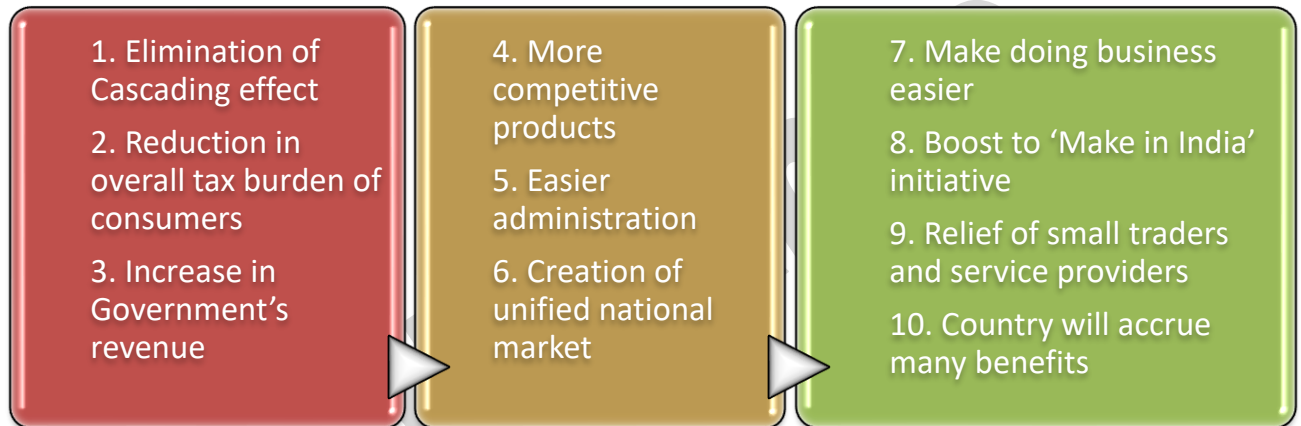 1. Elimination of
Cascading effect
2. Reduction in
overall tax burden of
consumers
3. Increase in
Government’s
revenue
4. More
competitive
products
5. Easier
administration
6. Creation of
unified national
market
7. Make doing business
easier
8. Boost to ‘Make in India’
initiative
9. Relief of small traders
and service providers
10. Country will accrue
many benefits